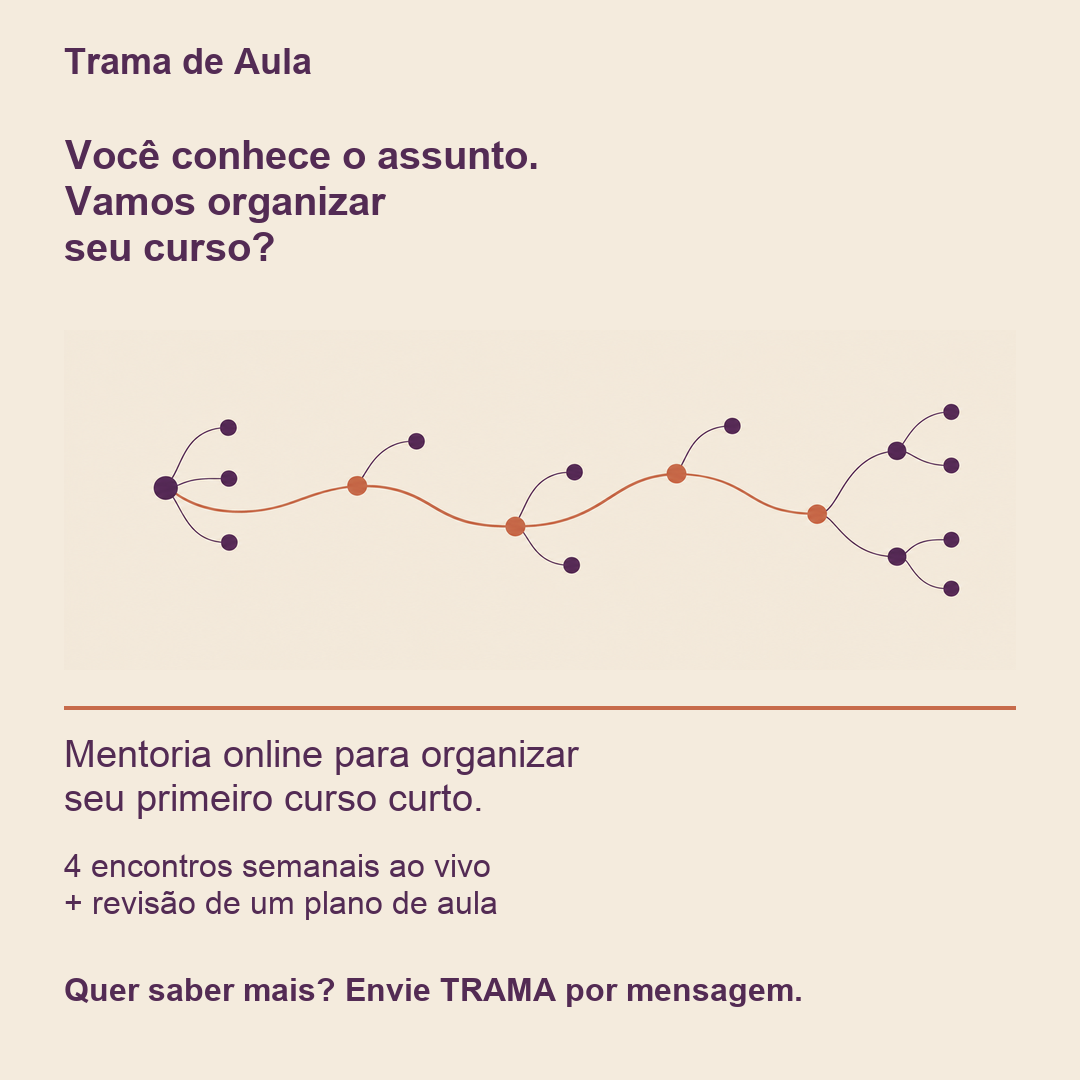 Trama de Aula
Você conhece o assunto.
Vamos organizar
seu curso?
Mentoria online para organizar
seu primeiro curso curto.
4 encontros semanais ao vivo
+ revisão de um plano de aula
Quer saber mais? Envie TRAMA por mensagem.